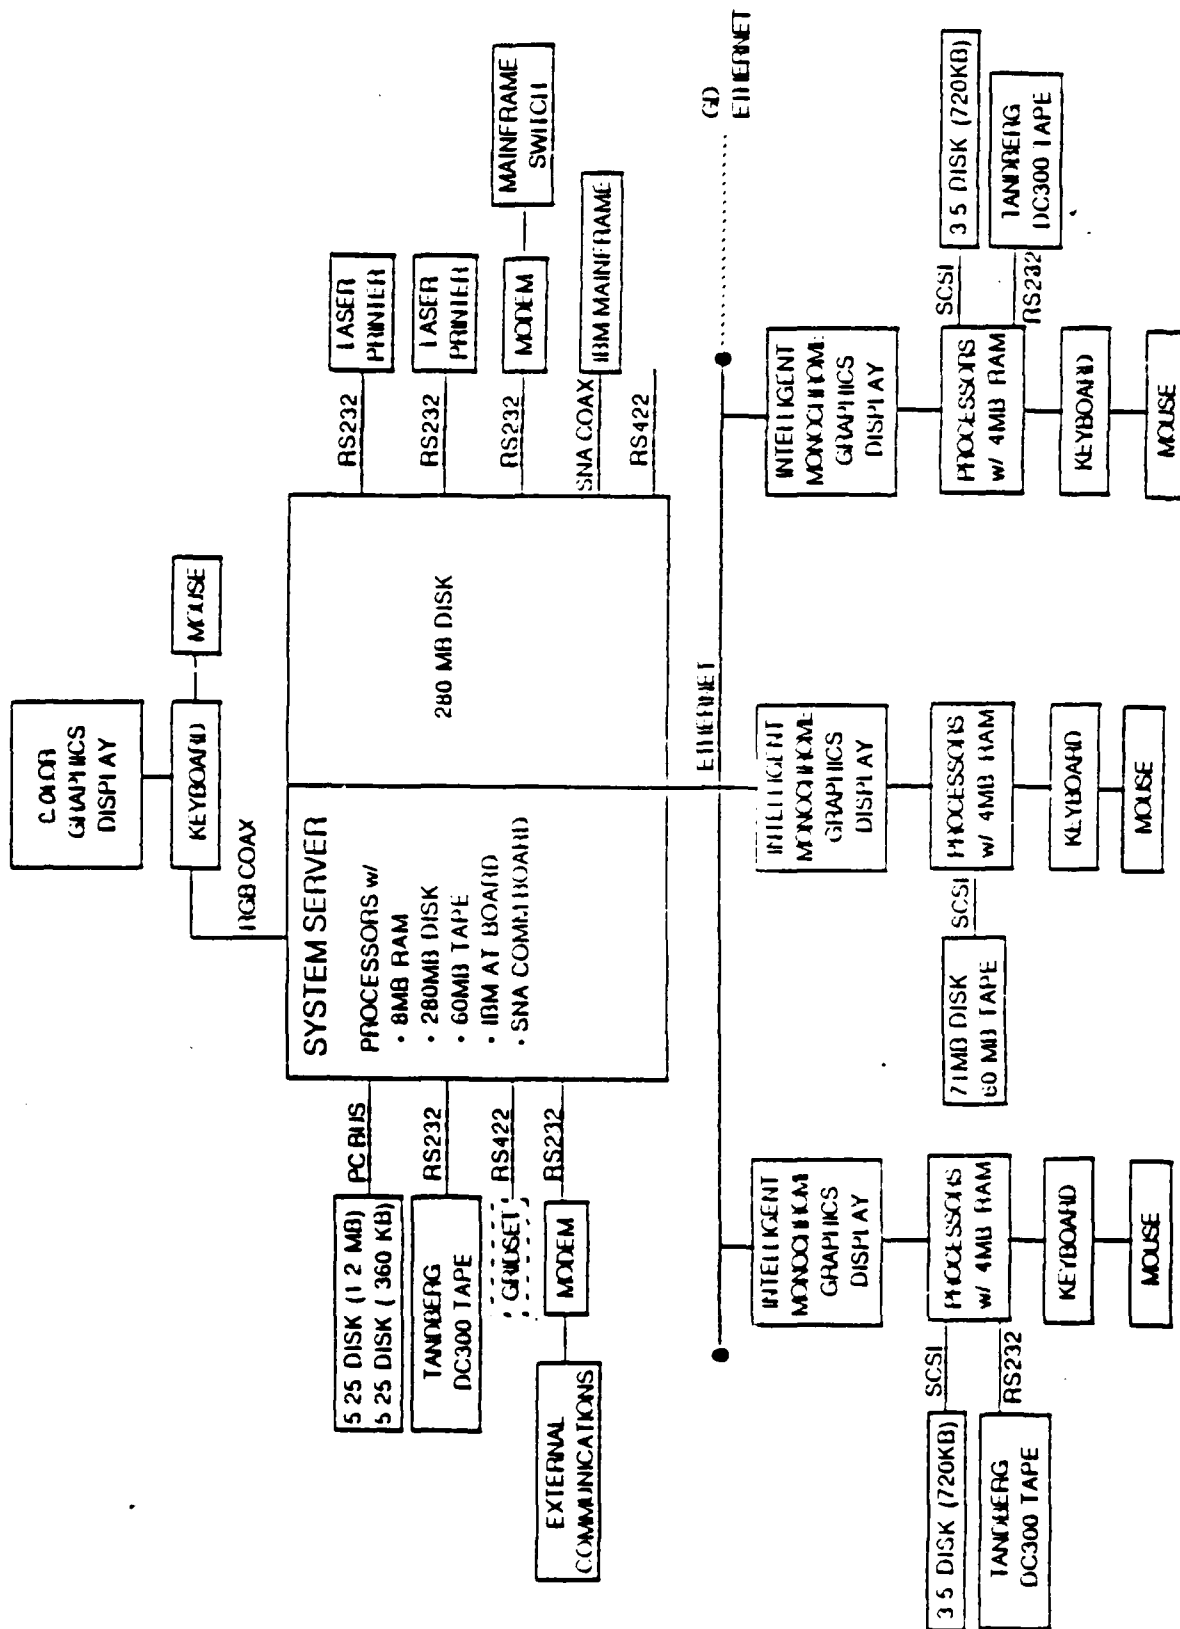 COLOR
GRAPHICS
DISPLAY
KEYBOARD
MOUSE
RGB COAX
SYSTEM SERVER
PROCESSORS w/
• 8MB RAM
• 280MB DISK
• 60MB TAPE
• IBM AT BOARD
• SNA COMM BOARD
280 MB DISK
PC BUS
5 25 DISK (1 2 MB)
5 25 DISK ( 360 KB)
RS232
TANDBERG
DC300 TAPE
RS422
GRIDSET
RS232
MODEM
EXTERNAL
COMMUNICATIONS
RS232
LASER
PRINTER
RS232
LASER
PRINTER
RS232
MODEM
MAINFRAME
SWITCH
SNA COAX
IBM MAINFRAME
RS422
ETHERNET
GD
ETHERNET
INTELLIGENT
MONOCHROME
GRAPHICS
DISPLAY
PROCESSORS
w/ 4MB RAM
KEYBOARD
MOUSE
SCSI
3 5 DISK (720KB)
RS232
TANDBERG
DC300 TAPE
INTELLIGENT
MONOCHROME
GRAPHICS
DISPLAY
PROCESSORS
w/ 4MB RAM
KEYBOARD
MOUSE
SCSI
71MB DISK
60 MB TAPE
INTELLIGENT
MONOCHROME
GRAPHICS
DISPLAY
PROCESSORS
w/ 4MB RAM
KEYBOARD
MOUSE
SCSI
3 5 DISK (720KB)
RS232
TANDBERG
DC300 TAPE